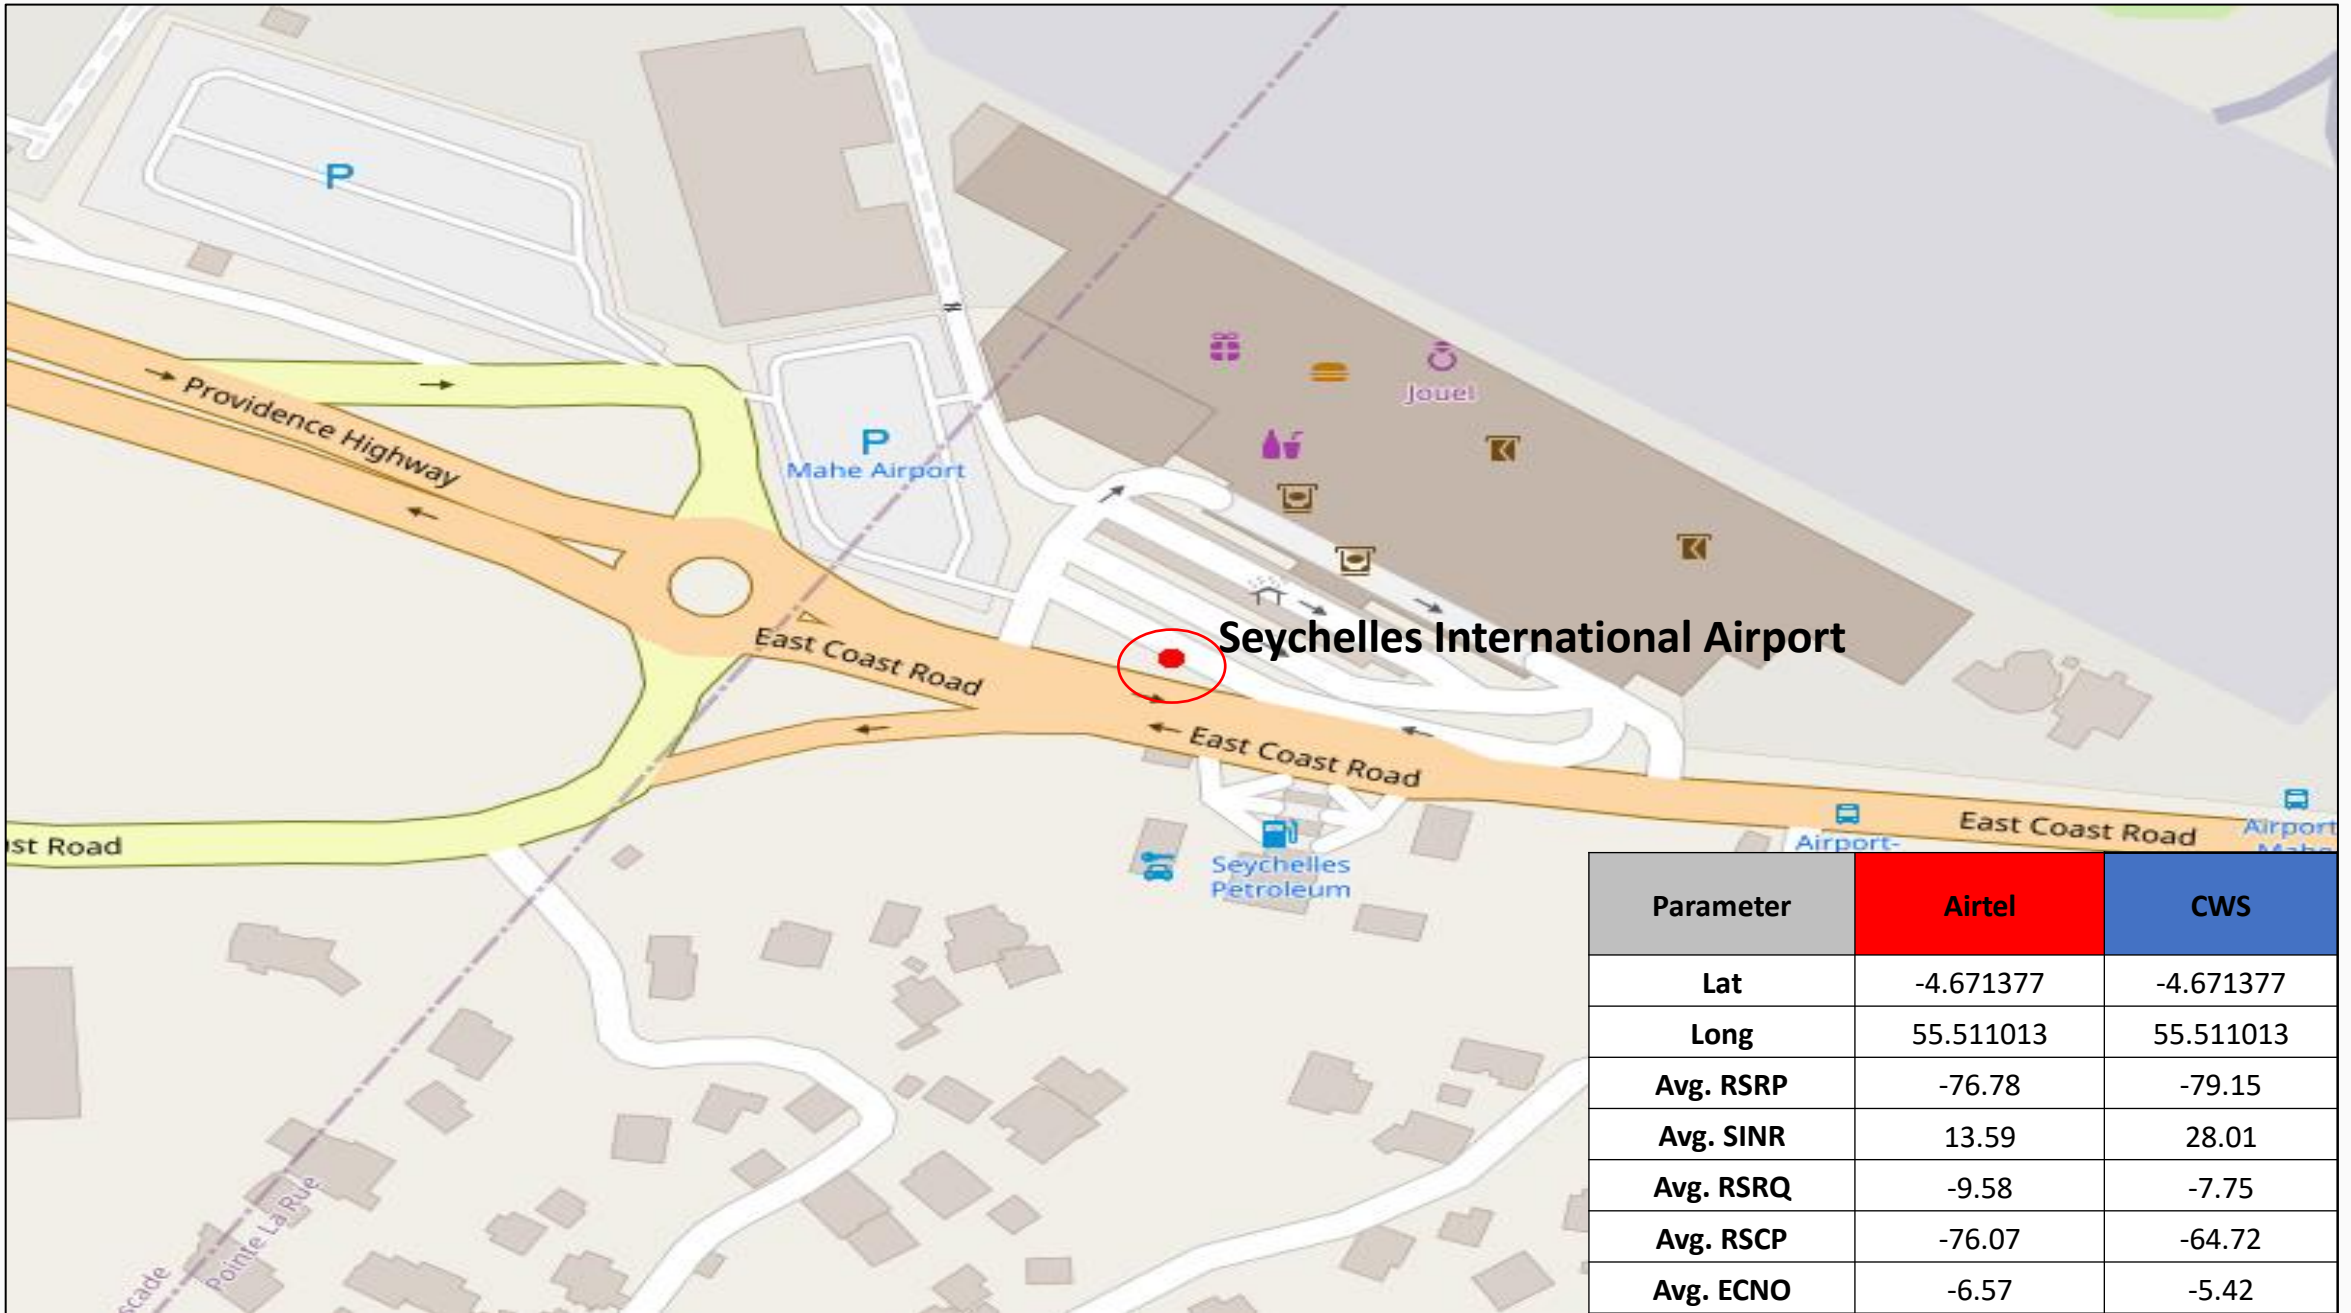 P
Jouel
Providence Highway
P
Mahe Airport
Seychelles International Airport
East Coast Road
East Coast Road
East Coast Road
st Road
Airport-
Airport
Seychelles
Petroleum
Pointe La Rue
scade
Parameter Airtel CWS
Lat -4.671377 -4.671377
Long 55.511013 55.511013
Avg. RSRP -76.78 -79.15
Avg. SINR 13.59 28.01
Avg. RSRQ -9.58 -7.75
Avg. RSCP -76.07 -64.72
Avg. ECNO -6.57 -5.42